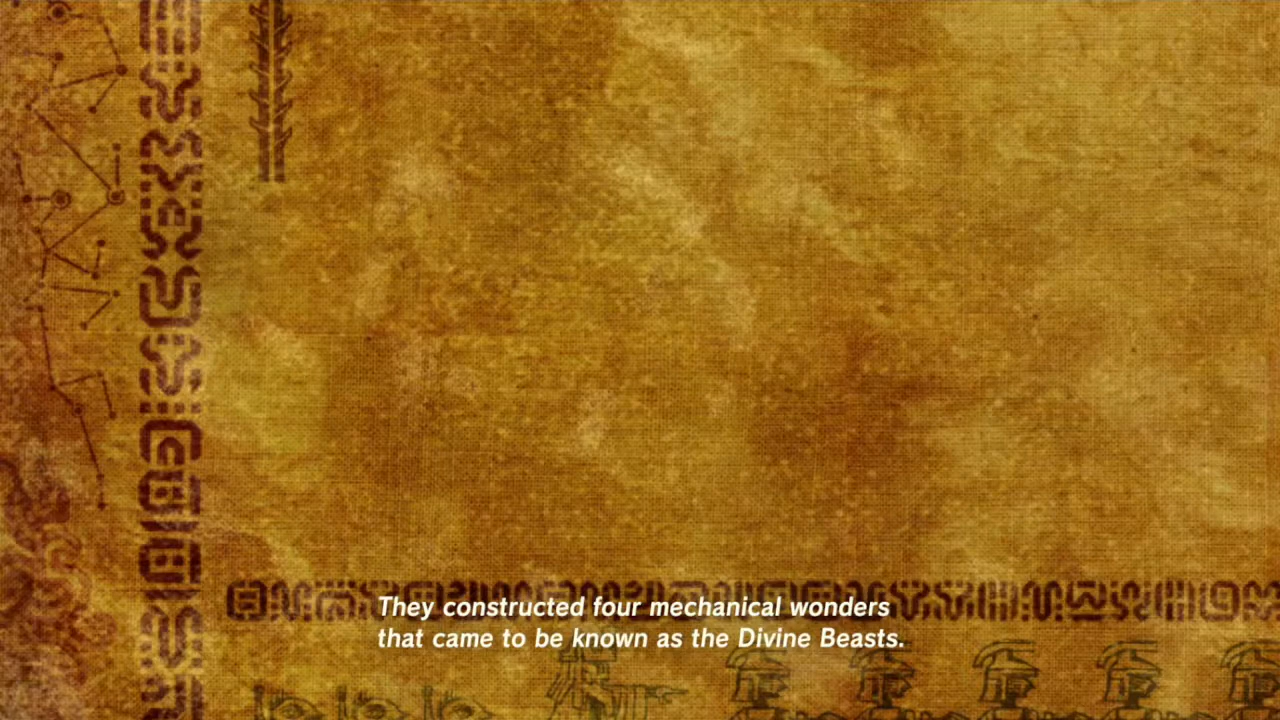 They constructed four mechanical wonders
that came to be known as the Divine Beasts.